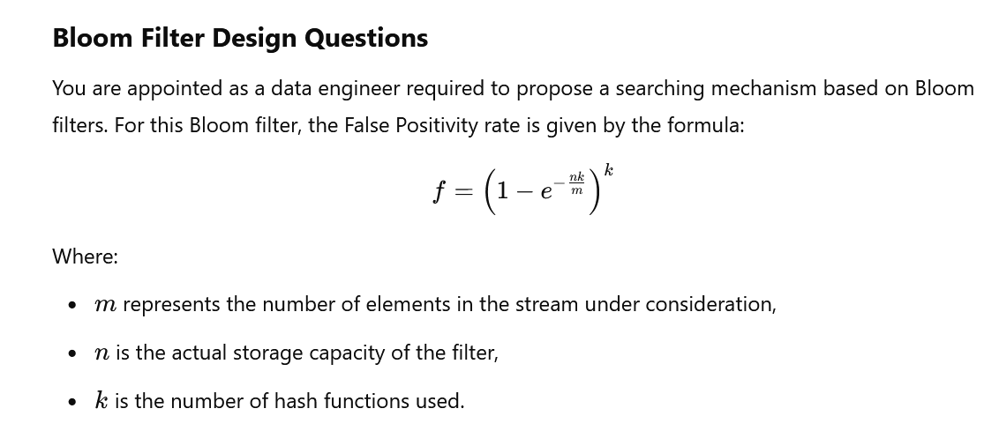 Bloom Filter Design Questions
You are appointed as a data engineer required to propose a searching mechanism based on Bloom
filters. For this Bloom filter, the False Positivity rate is given by the formula:
f = (1 − e^{−\frac{nk}{m}})^k
Where:
• m represents the number of elements in the stream under consideration,
• n is the actual storage capacity of the filter,
• k is the number of hash functions used.